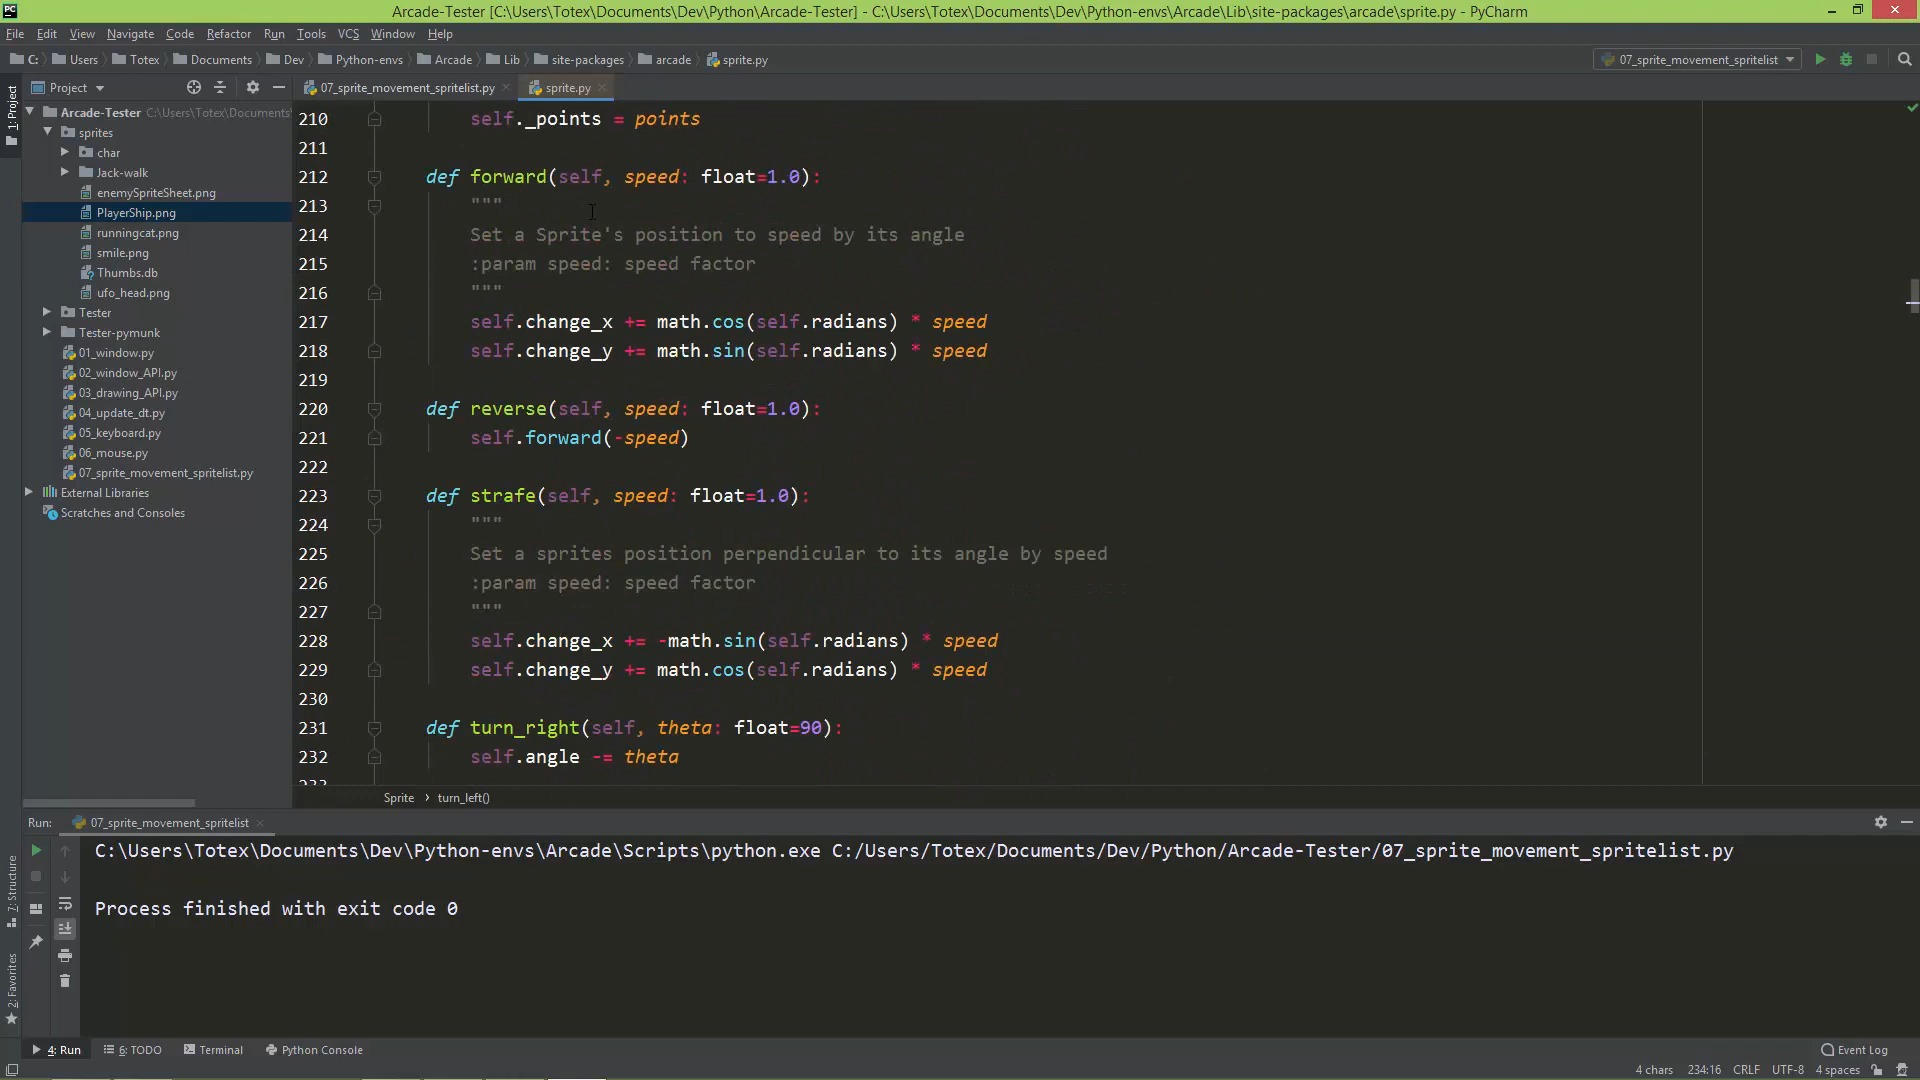 PC
Arcade-Tester [C:\Users\Totex\Documents\Dev\Python\Arcade-Tester] - C:\Users\Totex\Documents\Dev\Python-envs\Arcade\Lib\site-packages\arcade\sprite.py - PyCharm
File Edit View Navigate Code Refactor Run Tools VCS Window Help
C: Users Totex Documents Dev Python-envs Arcade Lib site-packages arcade sprite.py 07_sprite_movement_spritelist
Project 07_sprite_movement_spritelist.py sprite.py
1: Project
Arcade-Tester C:\Users\Totex\Documents\
sprites
char
Jack-walk
enemySpriteSheet.png
PlayerShip.png
runningcat.png
smile.png
Thumbs.db
ufo_head.png
Tester
Tester-pymunk
01_window.py
02_window_API.py
03_drawing_API.py
04_update_dt.py
05_keyboard.py
06_mouse.py
07_sprite_movement_spritelist.py
External Libraries
Scratches and Consoles
210 self._points = points
211
212 def forward(self, speed: float=1.0):
213 """
214 Set a Sprite's position to speed by its angle
215 :param speed: speed factor
216 """
217 self.change_x += math.cos(self.radians) * speed
218 self.change_y += math.sin(self.radians) * speed
219
220 def reverse(self, speed: float=1.0):
221 self.forward(-speed)
222
223 def strafe(self, speed: float=1.0):
224 """
225 Set a sprites position perpendicular to its angle by speed
226 :param speed: speed factor
227 """
228 self.change_x += -math.sin(self.radians) * speed
229 self.change_y += math.cos(self.radians) * speed
230
231 def turn_right(self, theta: float=90):
232 self.angle -= theta
233
Sprite › turn_left()
Run: 07_sprite_movement_spritelist
C:\Users\Totex\Documents\Dev\Python-envs\Arcade\Scripts\python.exe C:/Users/Totex/Documents/Dev/Python/Arcade-Tester/07_sprite_movement_spritelist.py
Process finished with exit code 0
7: Structure
2: Favorites
4: Run 6: TODO Terminal Python Console Event Log
4 chars 234:16 CRLF UTF-8 4 spaces